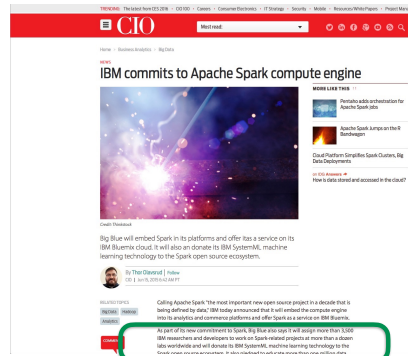 TRENDING: The latest from CES 2016 · CIO 100 · Careers · Consumer Electronics · IT Strategy · Security · Mobile · Resources/White Papers · Project Mana
CIO
Most read:
Home › Business Analytics › Big Data
NEWS
IBM commits to Apache Spark compute engine
Credit: Thinkstock
Big Blue will embed Spark in its platforms and offer itas a service on its
IBM Bluemix cloud. It will also an donate its IBM SystemML machine
learning technology to the Spark open source ecosystem.
By Thor Olavsrud | Follow
CIO | Jun 15, 2015 6:42 AM PT
RELATED TOPICS
Big Data Hadoop
Analytics
COMMENT
Calling Apache Spark "the most important new open source project in a decade that is
being defined by data," IBM today announced that it will embed the compute engine
into its analytics and commerce platforms and offer Spark as a service on IBM Bluemix.
As part of its new commitment to Spark, Big Blue also says it will assign more than 3,500
IBM researchers and developers to work on Spark-related projects at more than a dozen
labs worldwide and will donate its IBM SystemML machine learning technology to the
Spark open source ecosystem. It also pledged to educate more than one million data
MORE LIKE THIS
Pentaho adds orchestration for
Apache Spark jobs
Apache Spark Jumps on the R
Bandwagon
Cloud Platform Simplifies Spark Clusters, Big
Data Deployments
on IDG Answers
How is data stored and accessed in the cloud?